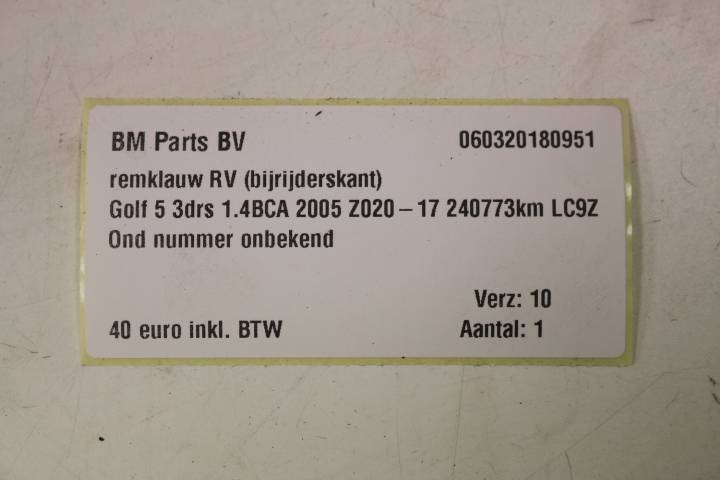 BM Parts BV 060320180951
remklauw RV (bijrijderskant)
Golf 5 3drs 1.4BCA 2005 Z020 – 17 240773km LC9Z
Ond nummer onbekend
Verz: 10
40 euro inkl. BTW Aantal: 1